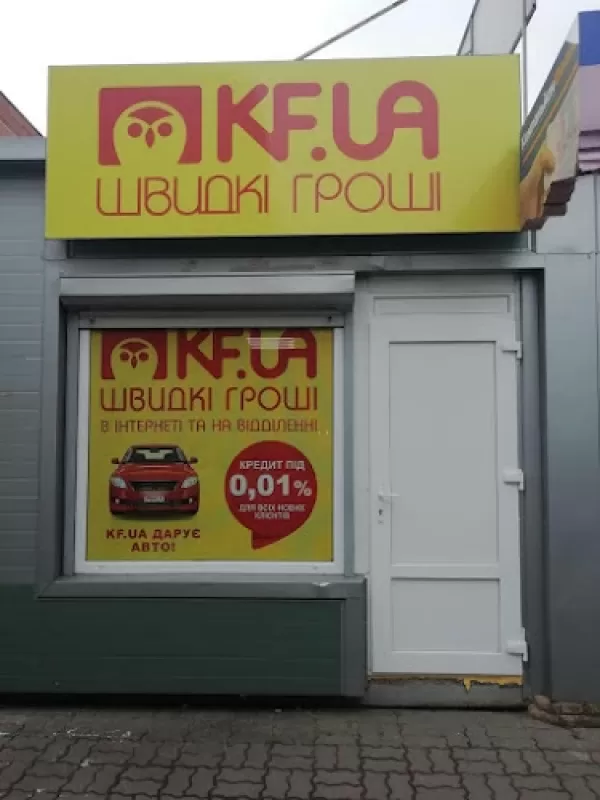 KF.UA
ШВИДКІ ГРОШІ
KF.UA
ШВИДКІ ГРОШІ
В ІНТЕРНЕТІ ТА НА ВІДДІЛЕННІ
КРЕДИТ ПІД
0,01%
ДЛЯ ВСІХ НОВИХ
КЛІЄНТІВ
KF.UA ДАРУЄ
АВТО!